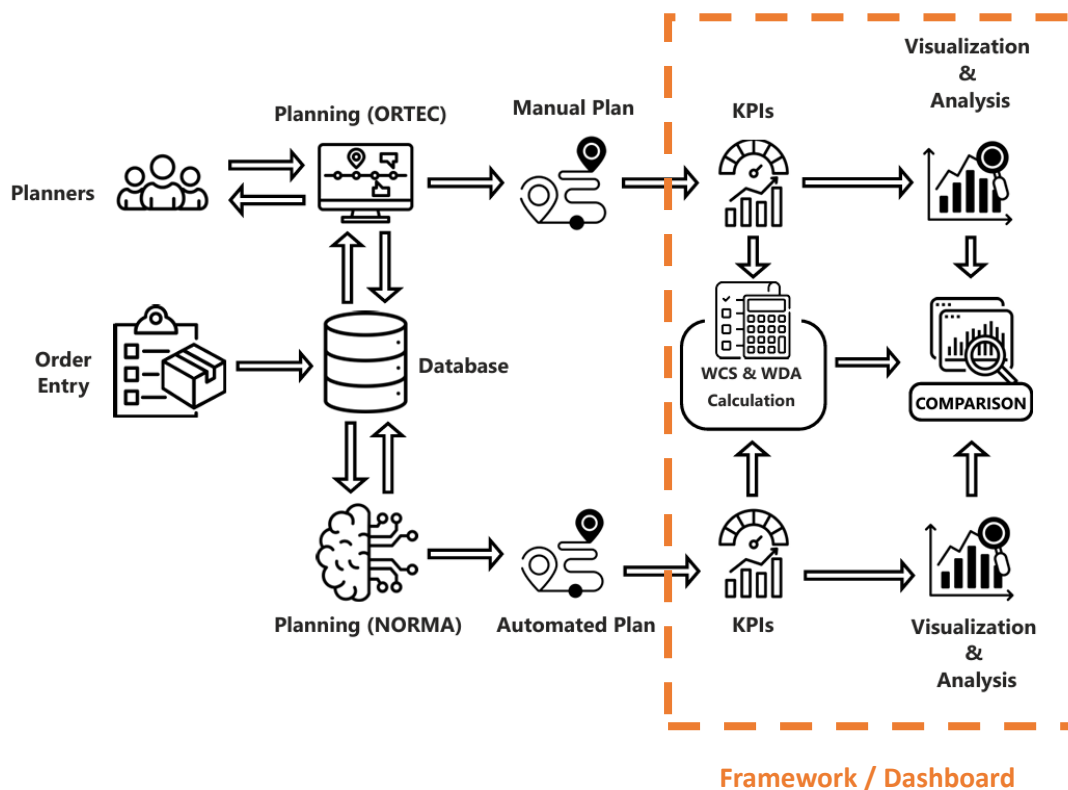 Visualization
&
Analysis
Manual Plan
KPIs
Planning (ORTEC)
Planners
Order
Entry
Database
WCS & WDA
Calculation
COMPARISON
Planning (NORMA)
Automated Plan
KPIs
Visualization
&
Analysis
Framework / Dashboard